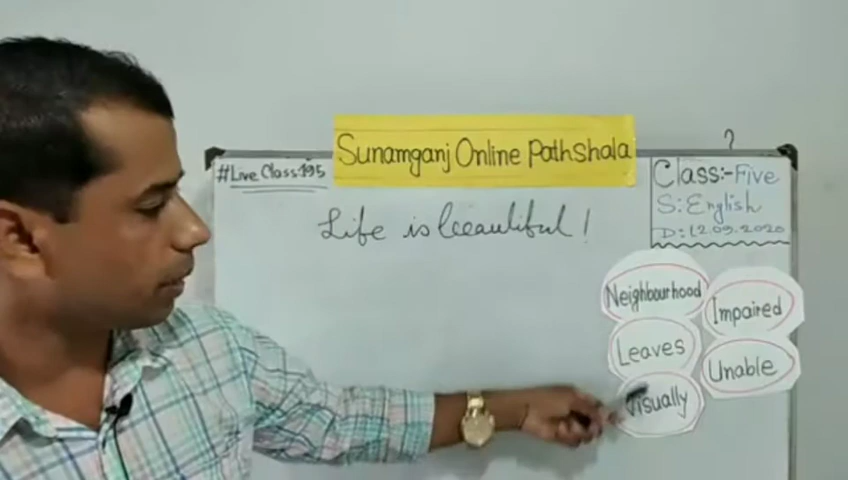 Sunamganj Online Pathshala
#Live Class:195
Class:-Five
S: English
D: 12.09.2020
Life is beautiful!
Neighbourhood
Impaired
Leaves
Unable
Visually